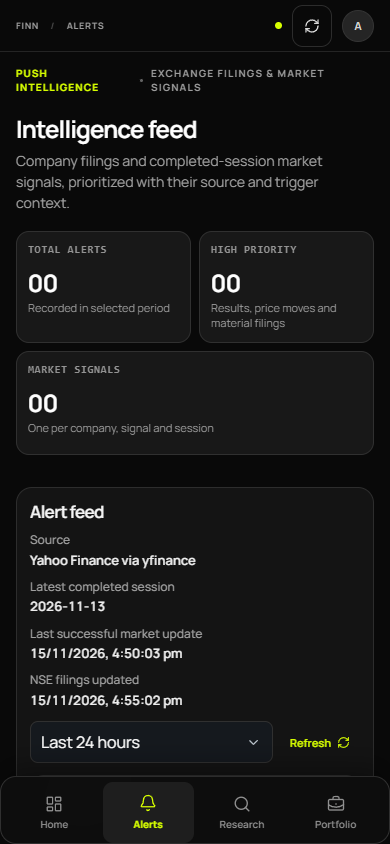 FINN / ALERTS
A
PUSH
INTELLIGENCE
• EXCHANGE FILINGS & MARKET
SIGNALS
Intelligence feed
Company filings and completed-session market
signals, prioritized with their source and trigger
context.
TOTAL ALERTS
00
Recorded in selected period
HIGH PRIORITY
00
Results, price moves and
material filings
MARKET SIGNALS
00
One per company, signal and session
Alert feed
Source
Yahoo Finance via yfinance
Latest completed session
2026-11-13
Last successful market update
15/11/2026, 4:50:03 pm
NSE filings updated
15/11/2026, 4:55:02 pm
Last 24 hours
Refresh
Home
Alerts
Research
Portfolio